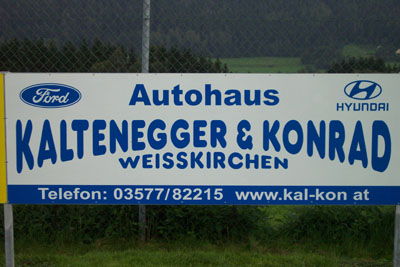 Ford
Autohaus
HYUNDAI
KALTENEGGER & KONRAD
WEISSKIRCHEN
Telefon: 03577/82215 www.kal-kon at